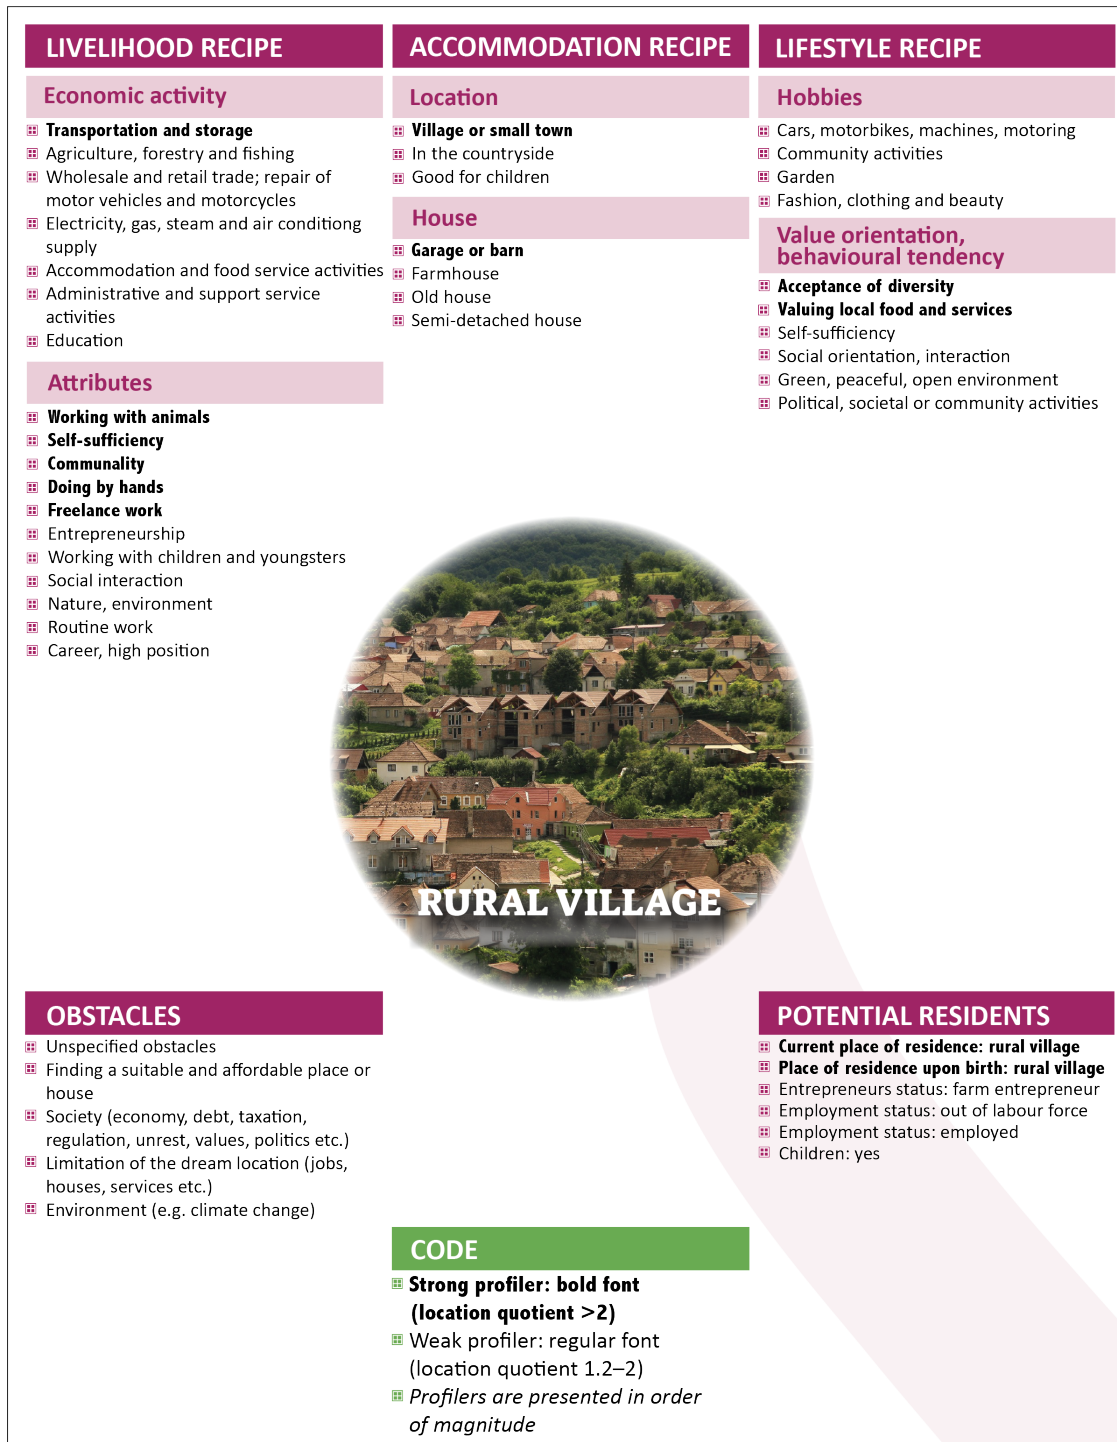 LIVELIHOOD RECIPE
Economic activity
Transportation and storage
Agriculture, forestry and fishing
Wholesale and retail trade; repair of
motor vehicles and motorcycles
Electricity, gas, steam and air conditiong
supply
Accommodation and food service activities
Administrative and support service
activities
Education
Attributes
Working with animals
Self-sufficiency
Communality
Doing by hands
Freelance work
Entrepreneurship
Working with children and youngsters
Social interaction
Nature, environment
Routine work
Career, high position
ACCOMMODATION RECIPE
Location
Village or small town
In the countryside
Good for children
House
Garage or barn
Farmhouse
Old house
Semi-detached house
LIFESTYLE RECIPE
Hobbies
Cars, motorbikes, machines, motoring
Community activities
Garden
Fashion, clothing and beauty
Value orientation,
behavioural tendency
Acceptance of diversity
Valuing local food and services
Self-sufficiency
Social orientation, interaction
Green, peaceful, open environment
Political, societal or community activities
RURAL VILLAGE
OBSTACLES
Unspecified obstacles
Finding a suitable and affordable place or
house
Society (economy, debt, taxation,
regulation, unrest, values, politics etc.)
Limitation of the dream location (jobs,
houses, services etc.)
Environment (e.g. climate change)
POTENTIAL RESIDENTS
Current place of residence: rural village
Place of residence upon birth: rural village
Entrepreneurs status: farm entrepreneur
Employment status: out of labour force
Employment status: employed
Children: yes
CODE
Strong profiler: bold font
(location quotient >2)
Weak profiler: regular font
(location quotient 1.2–2)
Profilers are presented in order
of magnitude